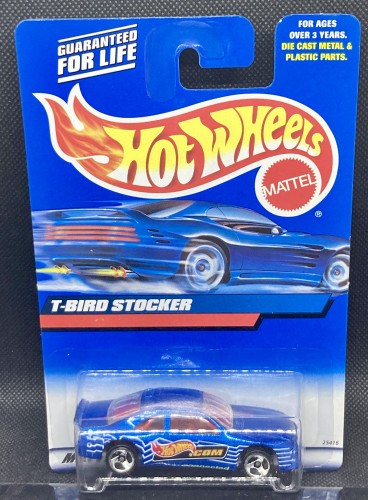 GUARANTEED
FOR LIFE
FOR AGES
OVER 3 YEARS.
DIE CAST METAL &
PLASTIC PARTS.
Hot Wheels
MATTEL
®
T-BIRD STOCKER
Hot Wheels
.COM